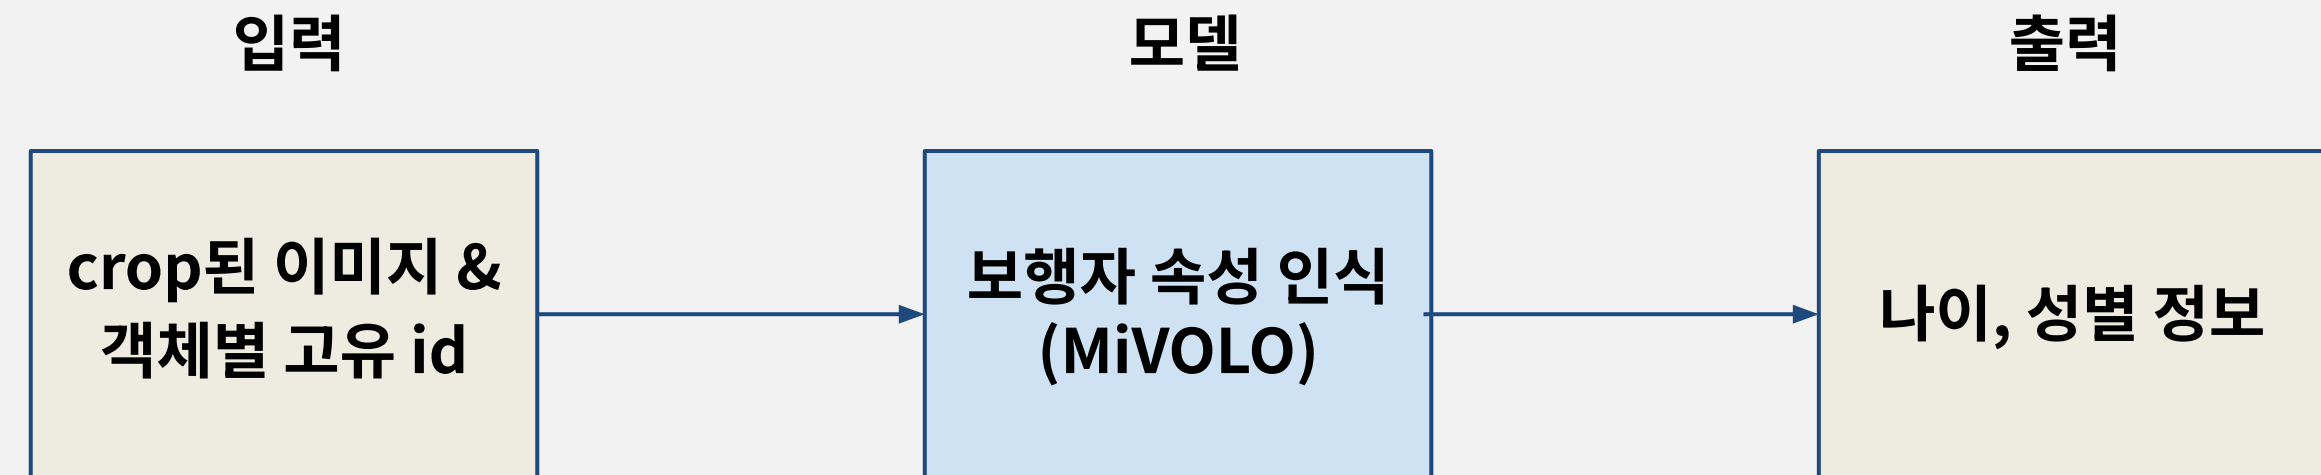 입력
모델
출력
crop된 이미지 &
객체별 고유 id
보행자 속성 인식
(MiVOLO)
나이, 성별 정보